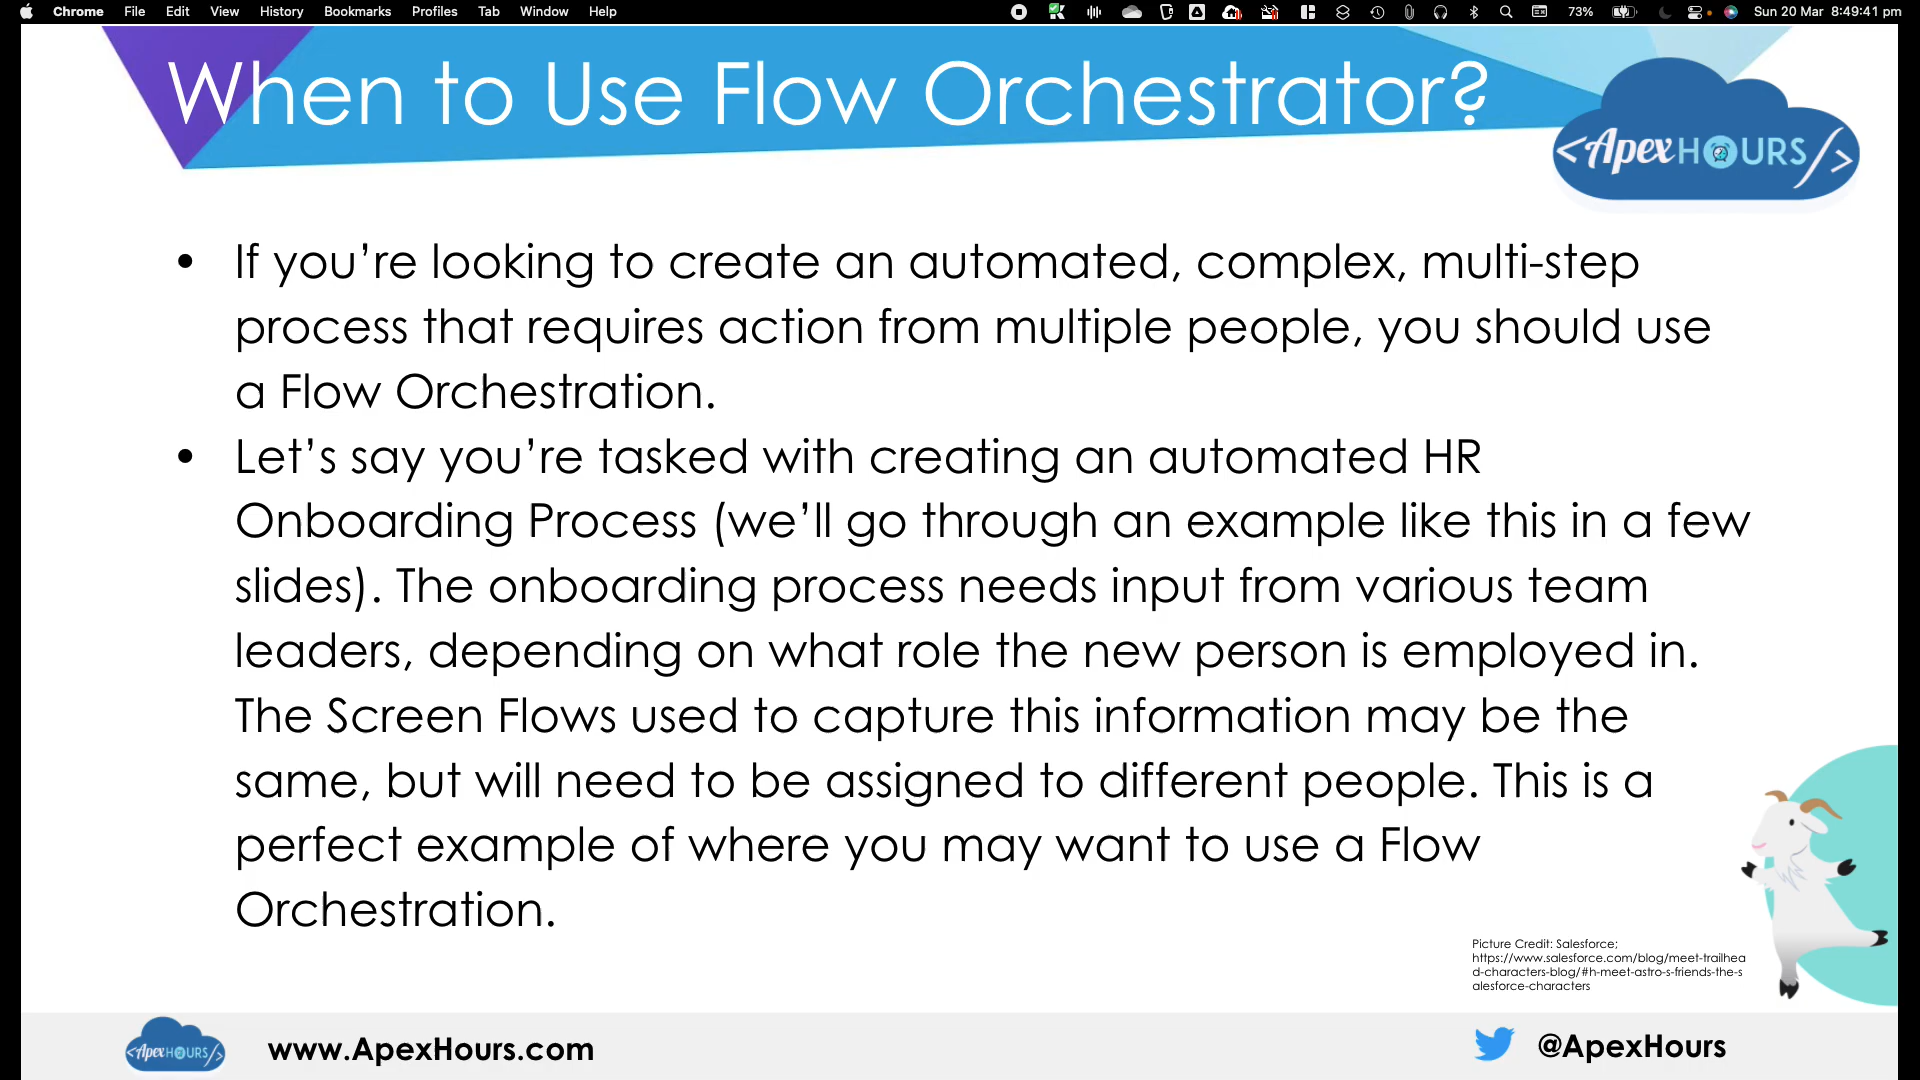 Chrome File Edit View History Bookmarks Profiles Tab Window Help 73% Sun 20 Mar 8:49:41 pm
When to Use Flow Orchestrator?
<ApexHOURS/>
• If you’re looking to create an automated, complex, multi-step
process that requires action from multiple people, you should use
a Flow Orchestration.
• Let’s say you’re tasked with creating an automated HR
Onboarding Process (we’ll go through an example like this in a few
slides). The onboarding process needs input from various team
leaders, depending on what role the new person is employed in.
The Screen Flows used to capture this information may be the
same, but will need to be assigned to different people. This is a
perfect example of where you may want to use a Flow
Orchestration.
Picture Credit: Salesforce;
https://www.salesforce.com/blog/meet-trailhea
d-characters-blog/#h-meet-astro-s-friends-the-s
alesforce-characters
<ApexHOURS/> www.ApexHours.com @ApexHours